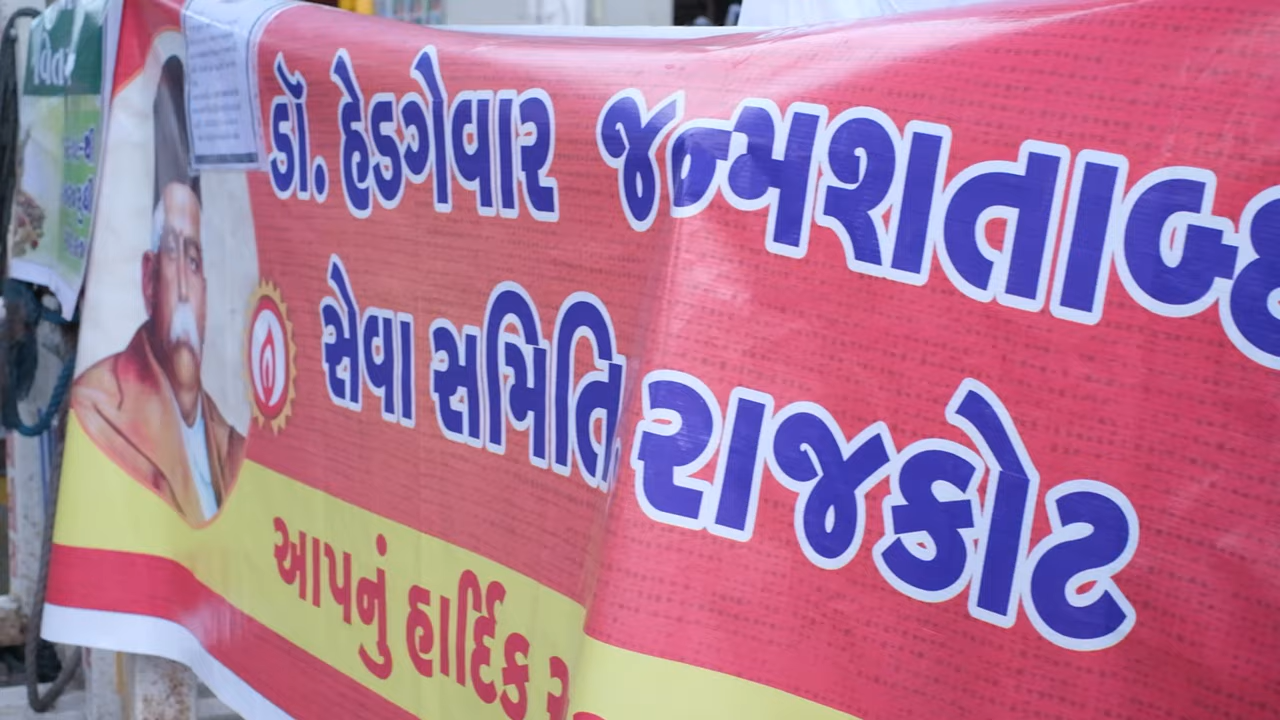 ડૉ. હેડગેવાર જન્મશતાબ્દ
સેવા સમિતિ રાજકોટ
આપનું હાર્દિક